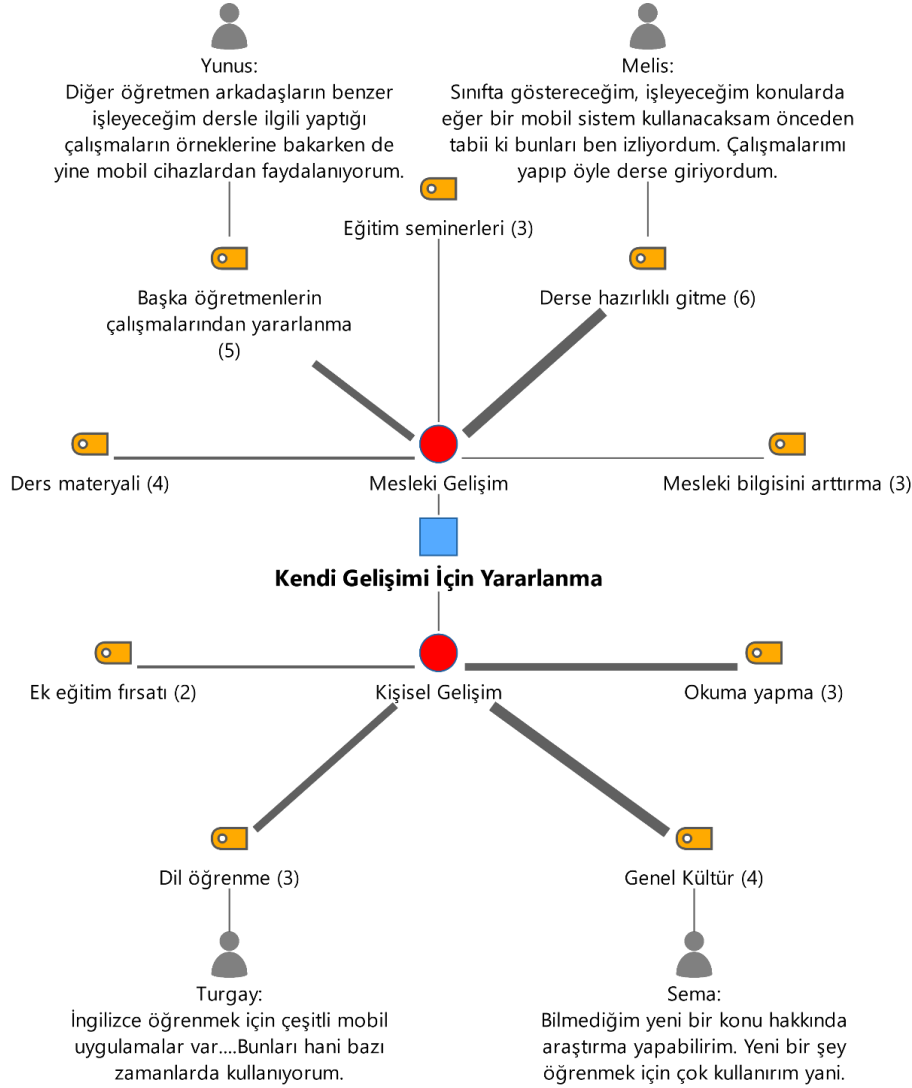 Yunus:
Diğer öğretmen arkadaşların benzer
işleyeceğim dersle ilgili yaptığı
çalışmaların örneklerine bakarken de
yine mobil cihazlardan faydalanıyorum.
Melis:
Sınıfta göstereceğim, işleyeceğim konularda
eğer bir mobil sistem kullanacaksam önceden
tabii ki bunları ben izliyordum. Çalışmalarımı
yapıp öyle derse giriyordum.
Eğitim seminerleri (3)
Başka öğretmenlerin
çalışmalarından yararlanma
(5)
Derse hazırlıklı gitme (6)
Ders materyali (4)
Mesleki Gelişim
Mesleki bilgisini arttırma (3)
Kendi Gelişimi İçin Yararlanma
Ek eğitim fırsatı (2)
Kişisel Gelişim
Okuma yapma (3)
Dil öğrenme (3)
Genel Kültür (4)
Turgay:
İngilizce öğrenmek için çeşitli mobil
uygulamalar var....Bunları hani bazı
zamanlarda kullanıyorum.
Sema:
Bilmediğim yeni bir konu hakkında
araştırma yapabilirim. Yeni bir şey
öğrenmek için çok kullanırım yani.